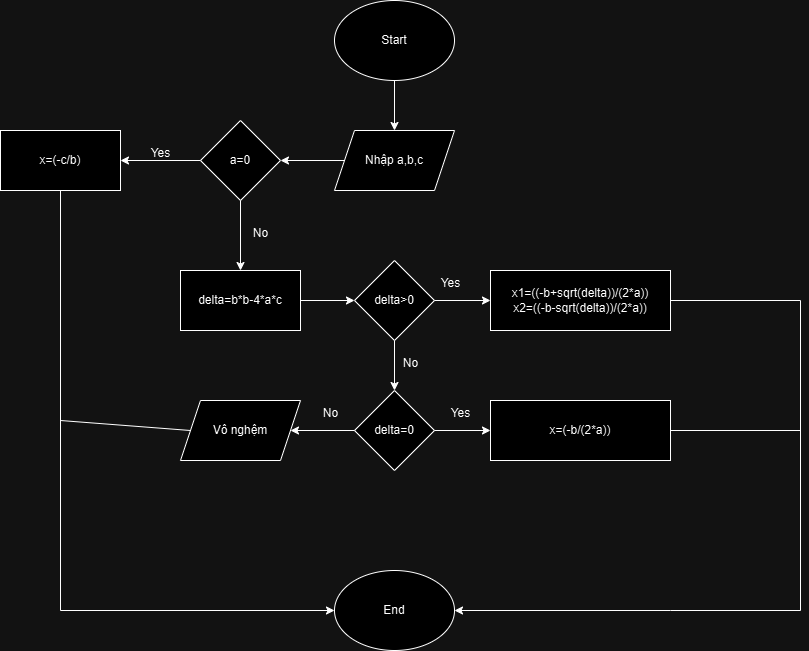 Start
Nhập a,b,c
a=0
Yes
x=(-c/b)
No
delta=b*b-4*a*c
delta>0
Yes
x1=((-b+sqrt(delta))/(2*a))
x2=((-b-sqrt(delta))/(2*a))
No
delta=0
Yes
x=(-b/(2*a))
No
Vô nghệm
End